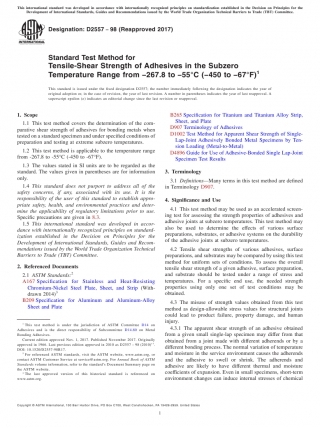 This international standard was developed in accordance with internationally recognized principles on standardization established in the Decision on Principles for the
Development of International Standards, Guides and Recommendations issued by the World Trade Organization Technical Barriers to Trade (TBT) Committee.
Designation: D2557 − 98 (Reapproved 2017)
Standard Test Method for
Tensile-Shear Strength of Adhesives in the Subzero
Temperature Range from −267.8 to −55°C (−450 to −67°F)1
This standard is issued under the fixed designation D2557; the number immediately following the designation indicates the year of
original adoption or, in the case of revision, the year of last revision. A number in parentheses indicates the year of last reapproval. A
superscript epsilon (ε) indicates an editorial change since the last revision or reapproval.
1. Scope
1.1 This test method covers the determination of the com-
parative shear strength of adhesives for bonding metals when
tested on a standard specimen and under specified conditions of
preparation and testing at extreme subzero temperatures.
1.2 This test method is applicable to the temperature range
from -267.8 to -55°C (-450 to -67°F).
1.3 The values stated in SI units are to be regarded as the
standard. The values given in parentheses are for information
only.
1.4 This standard does not purport to address all of the
safety concerns, if any, associated with its use. It is the
responsibility of the user of this standard to establish appro-
priate safety, health, and environmental practices and deter-
mine the applicability of regulatory limitations prior to use.
Specific precautions are given in
1.5 This international standard was developed in accor-
dance with internationally recognized principles on standard-
ization established in the Decision on Principles for the
Development of International Standards, Guides and Recom-
mendations issued by the World Trade Organization Technical
Barriers to Trade (TBT) Committee.
2. Referenced Documents
2.1 ASTM Standards:2
A167 Specification for Stainless and Heat-Resisting
Chromium-Nickel Steel Plate, Sheet, and Strip (With-
drawn 2014)3
B209 Specification for Aluminum and Aluminum-Alloy
Sheet and Plate
B265 Specification for Titanium and Titanium Alloy Strip,
Sheet, and Plate
D907 Terminology of Adhesives
D1002 Test Method for Apparent Shear Strength of Single-
Lap-Joint Adhesively Bonded Metal Specimens by Ten-
sion Loading (Metal-to-Metal)
D4896 Guide for Use of Adhesive-Bonded Single Lap-Joint
Specimen Test Results
3. Terminology
3.1 Definitions—Many terms in this test method are defined
in Terminology D907.
4. Significance and Use
4.1 This test method may be used as an accelerated screen-
ing test for assessing the strength properties of adhesives and
adhesive joints at subzero temperatures. This test method may
also be used to determine the effects of various surface
preparations, substrates, or adhesive systems on the durability
of the adhesive joints at subzero temperatures.
4.2 Tensile shear strengths of various adhesives, surface
preparations, and substrates may be compared by using this test
method for uniform sets of conditions. To assess the overall
tensile shear strength of a given adhesive, surface preparation,
and substrate should be tested under a range of stress and
temperatures. For a specific end use, the needed strength
properties using only one set of test conditions may be
obtained.
4.3 The misuse of strength values obtained from this test
method as design-allowable stress values for structural joints
could lead to product failure, property damage, and human
injury.
4.3.1 The apparent shear strength of an adhesive obtained
from a given small single-lap specimen may differ from that
obtained from a joint made with different adherends or by a
different bonding process. The normal variation of temperature
and moisture in the service environment causes the adherends
and the adhesive to swell or shrink. The adherends and
adhesive are likely to have different thermal and moisture
coefficients of expansion. Even in small specimens, short-term
environment changes can induce internal stresses of chemical
1 This test method is under the jurisdiction of ASTM Committee D14 on
Adhesives and is the direct responsibility of Subcommittee D14.80 on Metal
Bonding Adhesives.
Current edition approved Nov. 1, 2017. Published November 2017. Originally
2 For referenced ASTM standards, visit the ASTM website, www.astm.org, or
contact ASTM Customer Service at service@astm.org. For Annual Book of ASTM
Standards volume information, refer to the standard's Document Summary page on
the ASTM website.
3 The last approved version of this historical standard is referenced on
www.astm.org.
Copyright © ASTM International, 100 Barr Harbor Drive, PO Box C700, West Conshohocken, PA 19428-2959. United States
1